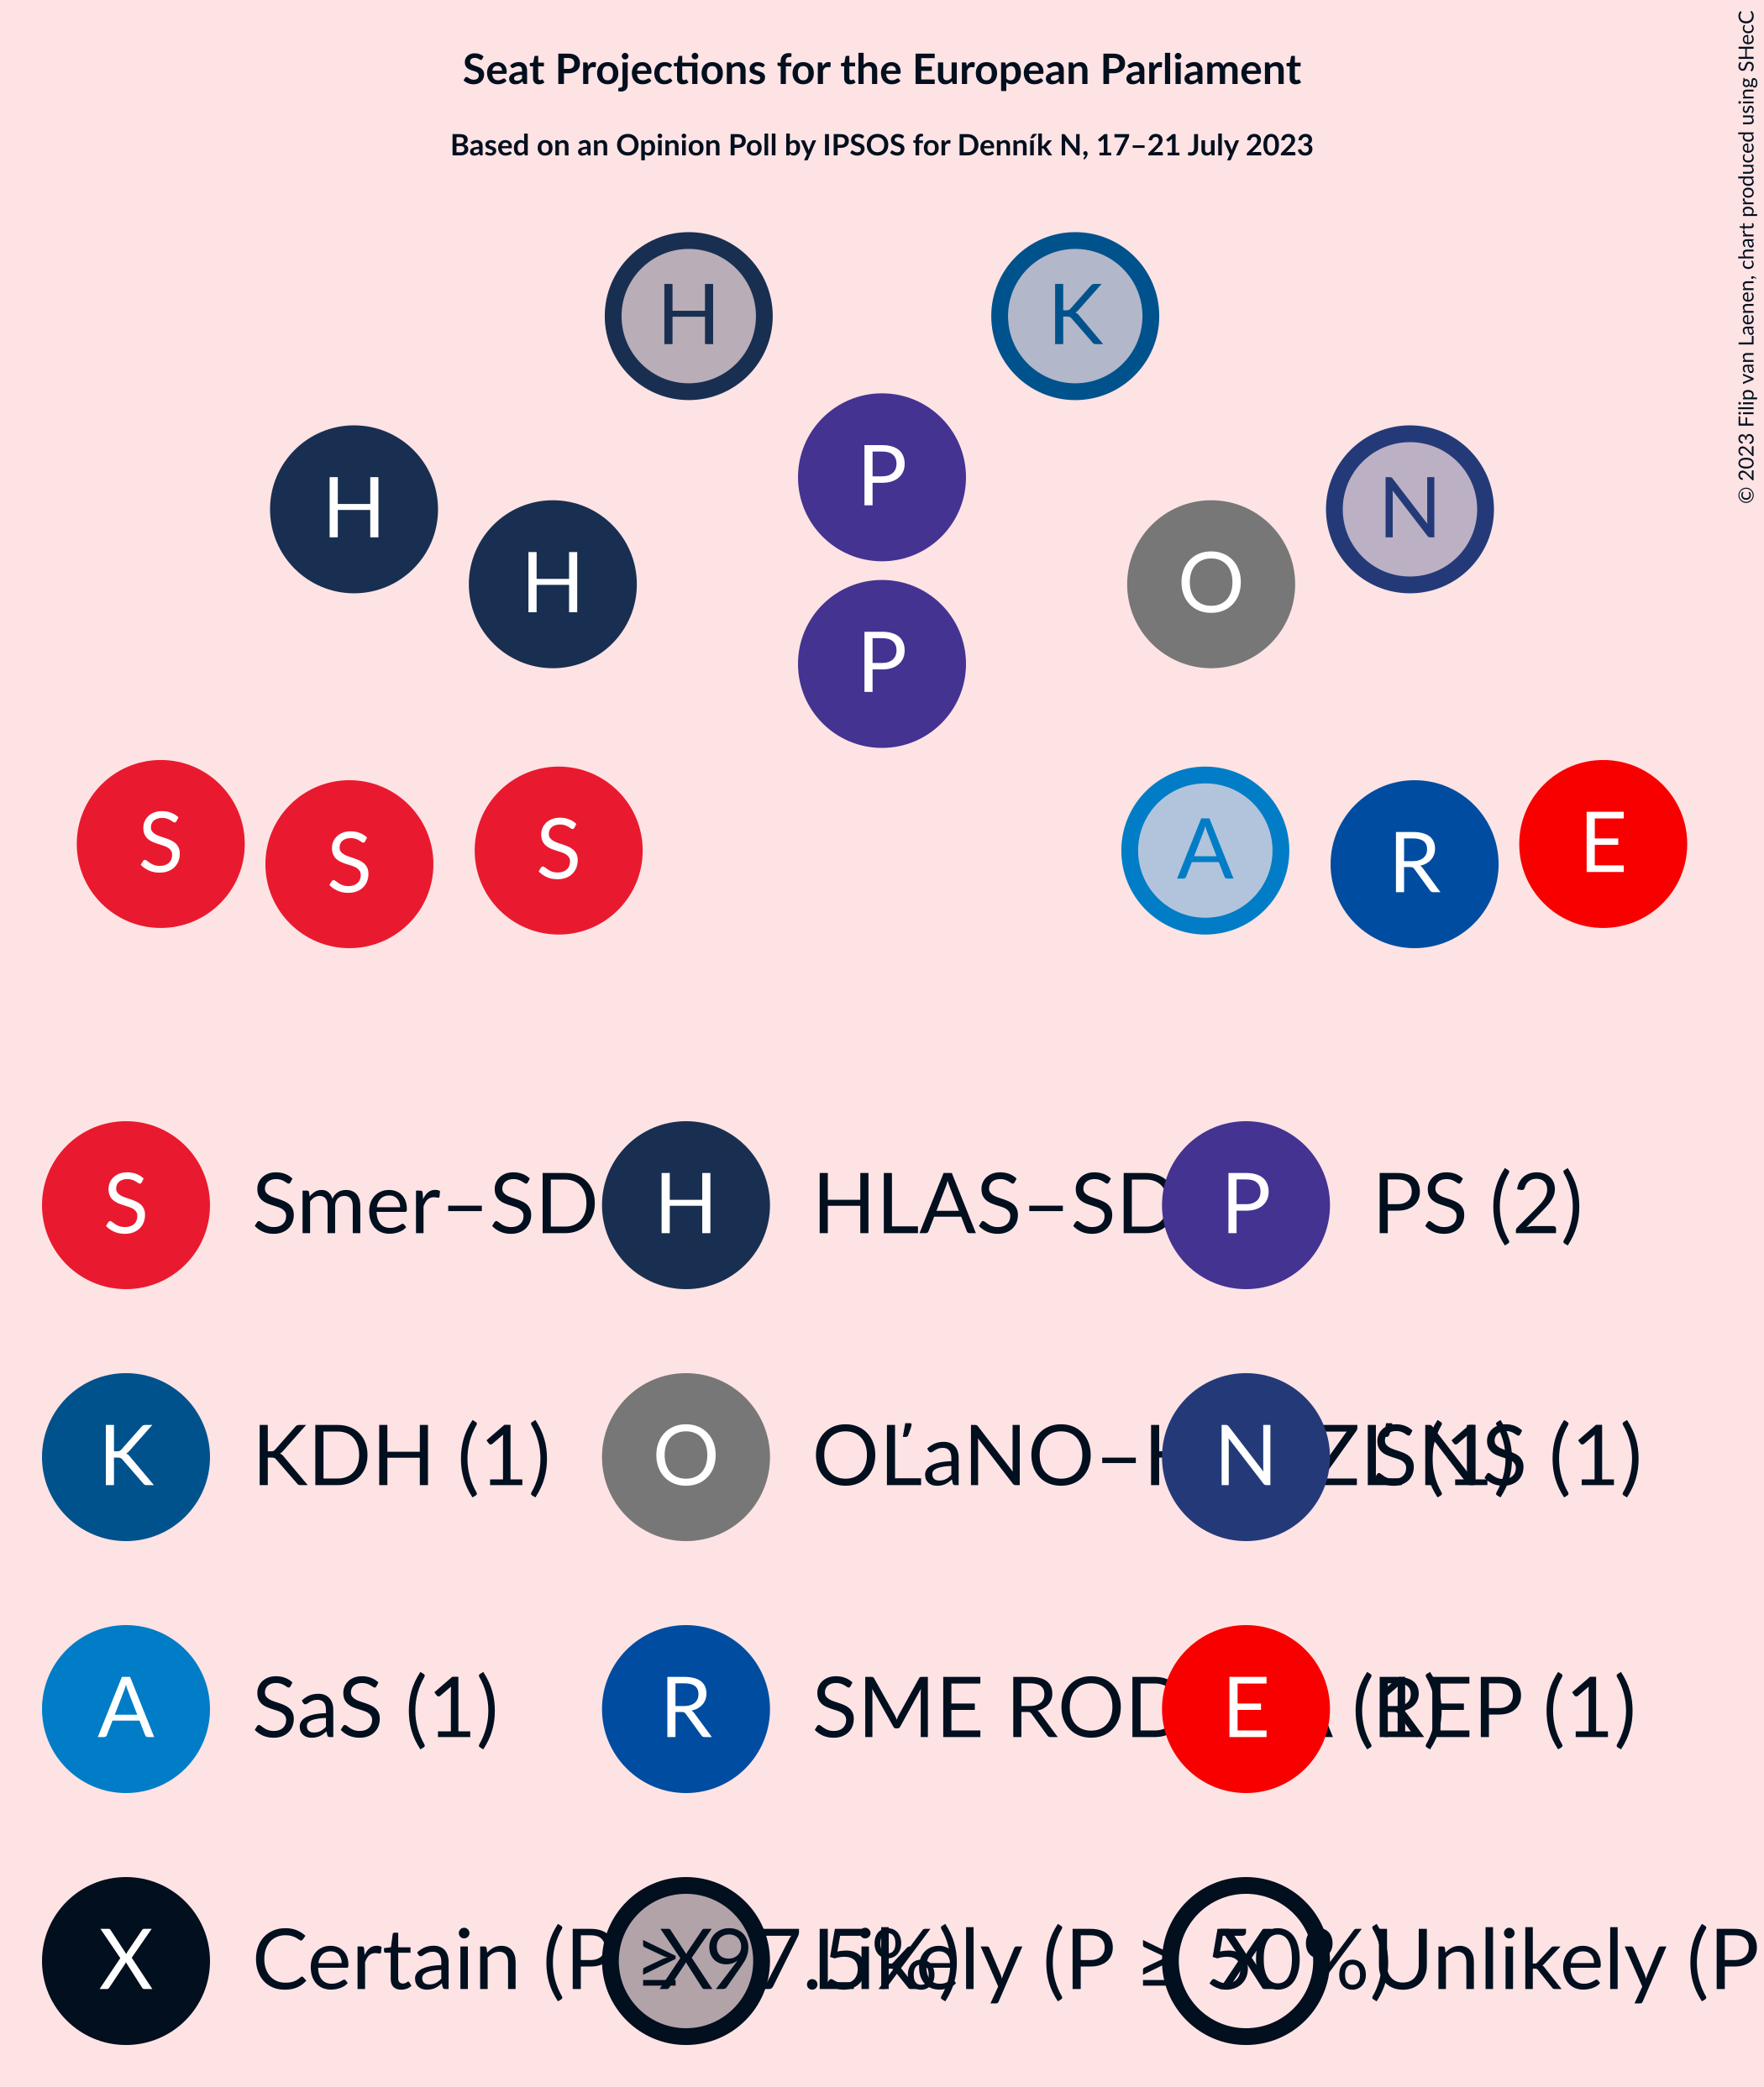 Seat Projections for the European Parliament
Based on an Opinion Poll by IPSOS for Denník N, 17–21 July 2023
© 2023 Filip van Laenen, chart produced using SHecC
H K
P
H N
H O
P
S E
S A
S R
S Smer–SD H HLAS–SD P PS (2)
K KDH (1) O OĽaNO– N SNS (1)
A SaS (1) R SME E REP (1)
X Certain (P ≥ 97.5%) X Likely (P ≥ 50%) X Unlikely (P